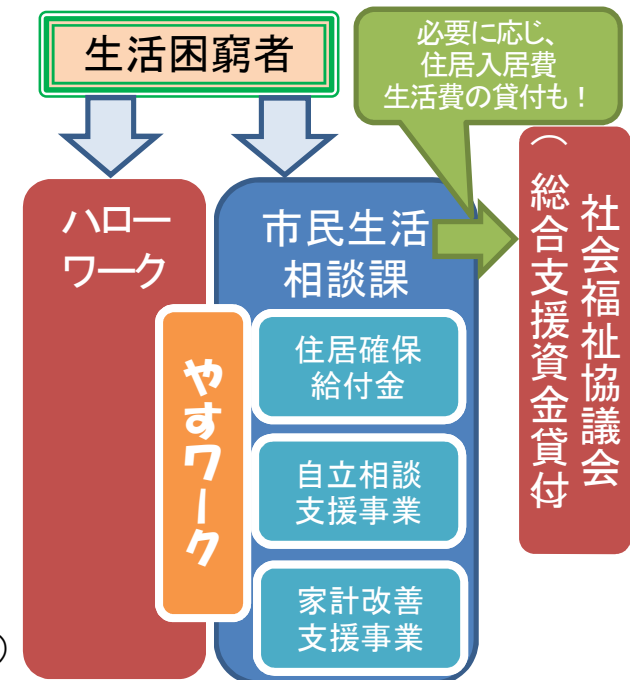 生活困窮者
必要に応じ、
住居入居費
生活費の貸付も！
ハロー
ワーク
市民生活
相談課
やすワーク
住居確保
給付金
自立相談
支援事業
家計改善
支援事業
社会福祉協議会
（総合支援資金貸付）
）